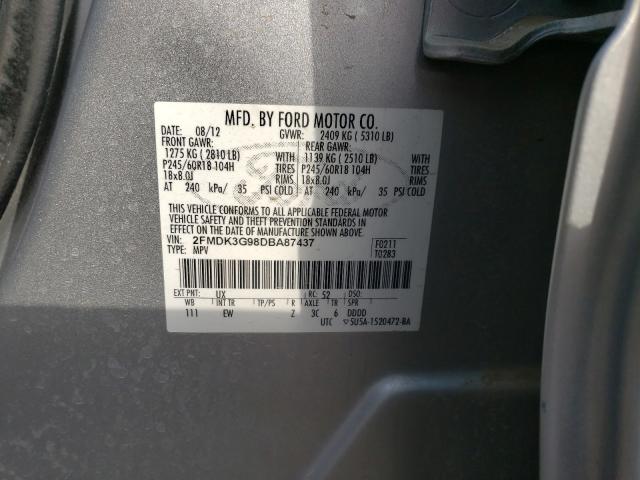 MFD. BY FORD MOTOR CO.
08/12 GVWR: 2409 KG ( 5310 LB)
FRONT GAWR: REAR GAWR:
1275 KG ( 2810 LB) WITH 1139 KG ( 2510 LB) WITH
P245/60R18 104H TIRES P245/60R18 104H TIRES
18x8.0J RIMS 18x8.0J RIMS
AT 240 kPa/ 35 PSI COLD AT 240 kPa/ 35 PSI COLD
THIS VEHICLE CONFORMS TO ALL APPLICABLE FEDERAL MOTOR
VEHICLE SAFETY AND THEFT PREVENTION STANDARDS IN
EFFECT ON THE DATE OF MANUFACTURE SHOWN ABOVE.
VIN: 2FMDK3G98DBA87437 F0211
TYPE: MPV T0283
EXT PNT: UX RC: 52 DSO:
WB INT TR TP/PS R AXLE TR SPR
111 EW Z 3C 6 DDDD
UTC ▽5U5A-1520472-BA